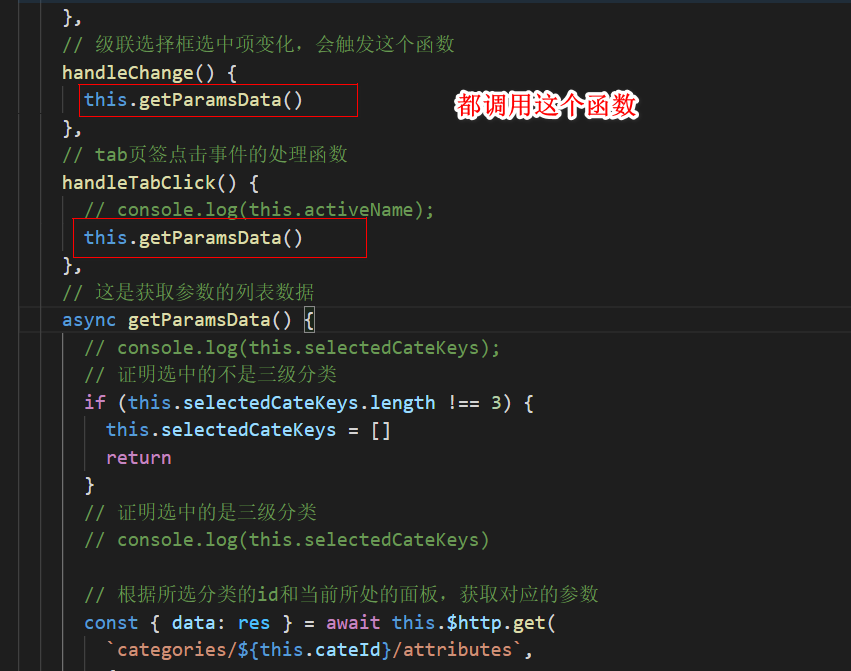 },
// 级联选择框选中项变化，会触发这个函数
handleChange() {
this.getParamsData()
都调用这个函数
},
// tab页签点击事件的处理函数
handleTabClick() {
// console.log(this.activeName);
this.getParamsData()
},
// 这是获取参数的列表数据
async getParamsData() {
// console.log(this.selectedCateKeys);
// 证明选中的不是三级分类
if (this.selectedCateKeys.length !== 3) {
this.selectedCateKeys = []
return
}
// 证明选中的是三级分类
// console.log(this.selectedCateKeys)
// 根据所选分类的id和当前所处的面板，获取对应的参数
const { data: res } = await this.$http.get(
`categories/${this.cateId}/attributes`,